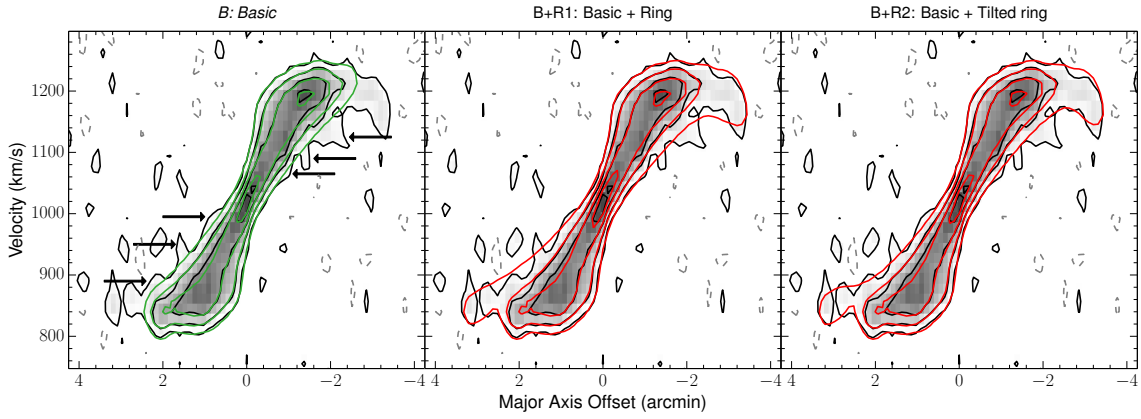 B: Basic
B+R1: Basic + Ring
B+R2: Basic + Tilted ring
1200
1100
1000
900
800
Velocity (km/s)
4 2 0 −2 −4
4 2 0 −2 −4
4 2 0 −2 −4
Major Axis Offset (arcmin)